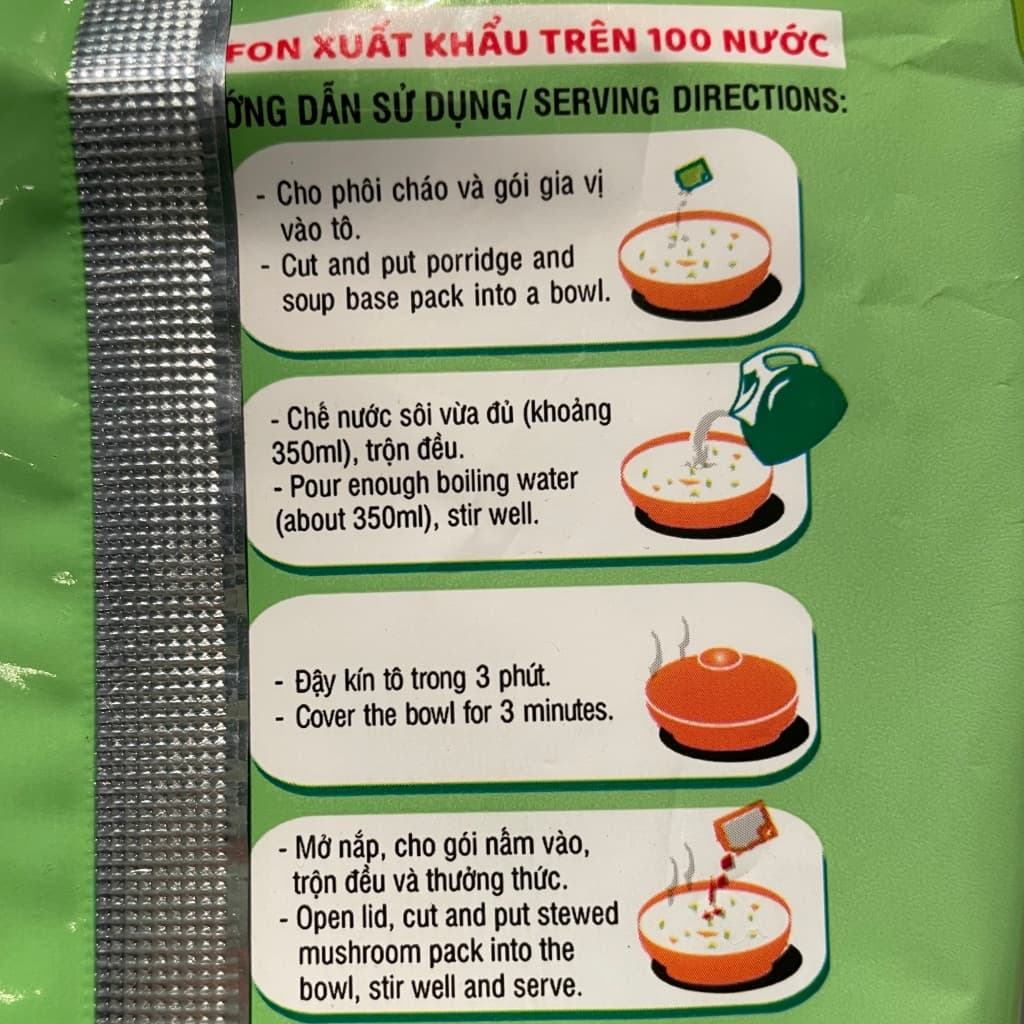 FON XUẤT KHẨU TRÊN 100 NƯỚC
DẪN SỬ DỤNG/SERVING DIRECTIONS:
- Cho phôi cháo và gói gia vị
vào tô.
- Cut and put porridge and
soup base pack into a bowl.
- Chế nước sôi vừa đủ (khoảng
350ml), trộn đều.
- Pour enough boiling water
(about 350ml), stir well.
- Đậy kín tô trong 3 phút.
- Cover the bowl for 3 minutes.
- Mở nắp, cho gói nấm vào,
trộn đều và thưởng thức.
- Open lid, cut and put stewed
mushroom pack into the
bowl, stir well and serve.